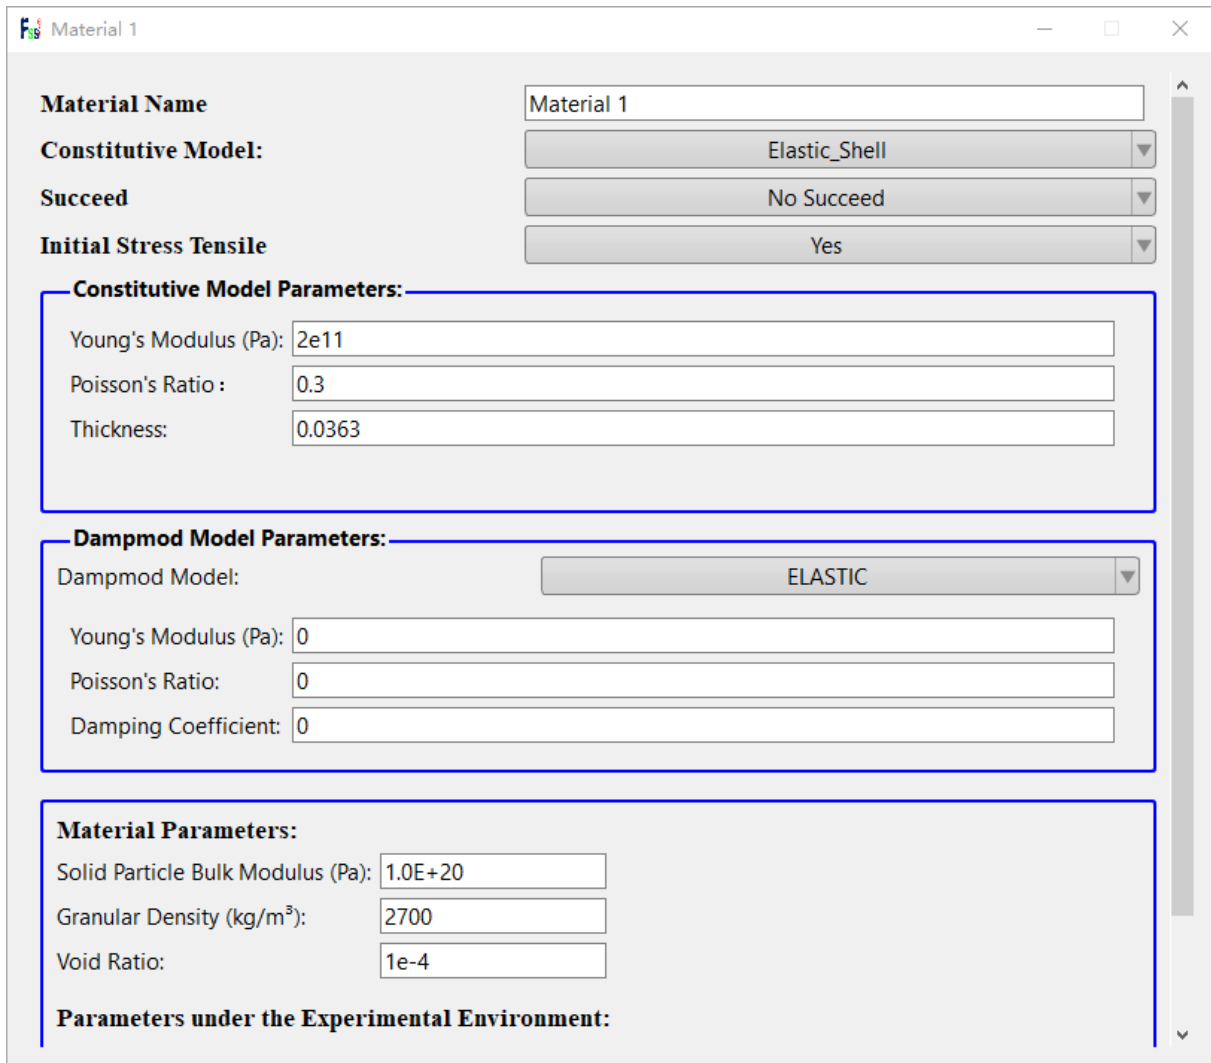 Fssi Material 1
Material Name Material 1
Constitutive Model: Elastic_Shell
Succeed No Succeed
Initial Stress Tensile Yes
Constitutive Model Parameters:
Young's Modulus (Pa): 2e11
Poisson's Ratio： 0.3
Thickness: 0.0363
Dampmod Model Parameters:
Dampmod Model: ELASTIC
Young's Modulus (Pa): 0
Poisson's Ratio: 0
Damping Coefficient: 0
Material Parameters:
Solid Particle Bulk Modulus (Pa): 1.0E+20
Granular Density (kg/m³): 2700
Void Ratio: 1e-4
Parameters under the Experimental Environment: